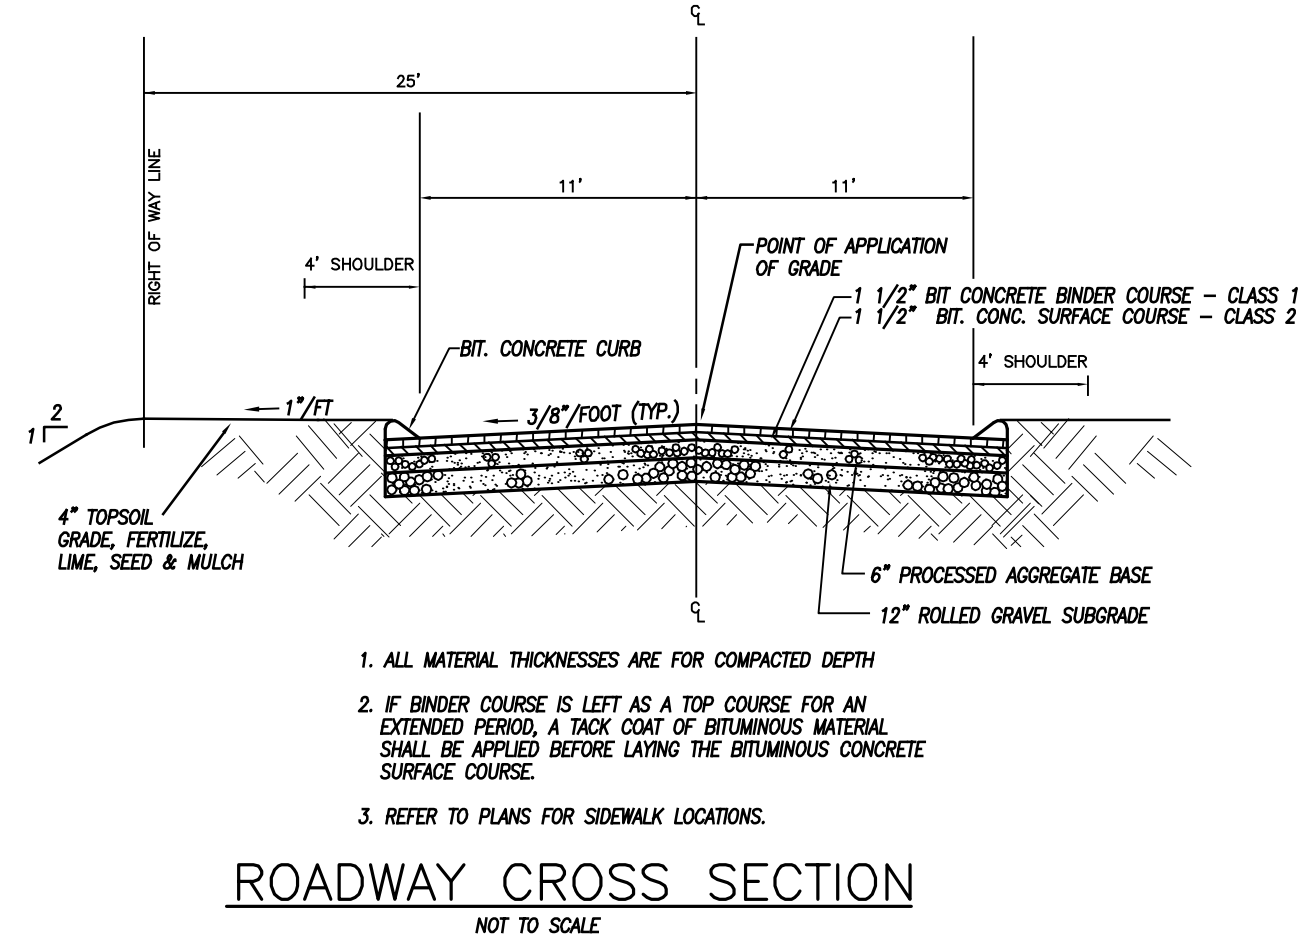 ℄
25'
RIGHT OF WAY LINE
11'
11'
POINT OF APPLICATION
OF GRADE
4' SHOULDER
1 1/2" BIT CONCRETE BINDER COURSE - CLASS 1
1 1/2" BIT. CONC. SURFACE COURSE - CLASS 2
BIT. CONCRETE CURB
4' SHOULDER
2
1
1"/FT
3/8"/FOOT (TYP.)
4" TOPSOIL
GRADE, FERTILIZE,
LIME, SEED & MULCH
6" PROCESSED AGGREGATE BASE
12" ROLLED GRAVEL SUBGRADE
℄
1. ALL MATERIAL THICKNESSES ARE FOR COMPACTED DEPTH
2. IF BINDER COURSE IS LEFT AS A TOP COURSE FOR AN
EXTENDED PERIOD, A TACK COAT OF BITUMINOUS MATERIAL
SHALL BE APPLIED BEFORE LAYING THE BITUMINOUS CONCRETE
SURFACE COURSE.
3. REFER TO PLANS FOR SIDEWALK LOCATIONS.
ROADWAY CROSS SECTION
NOT TO SCALE